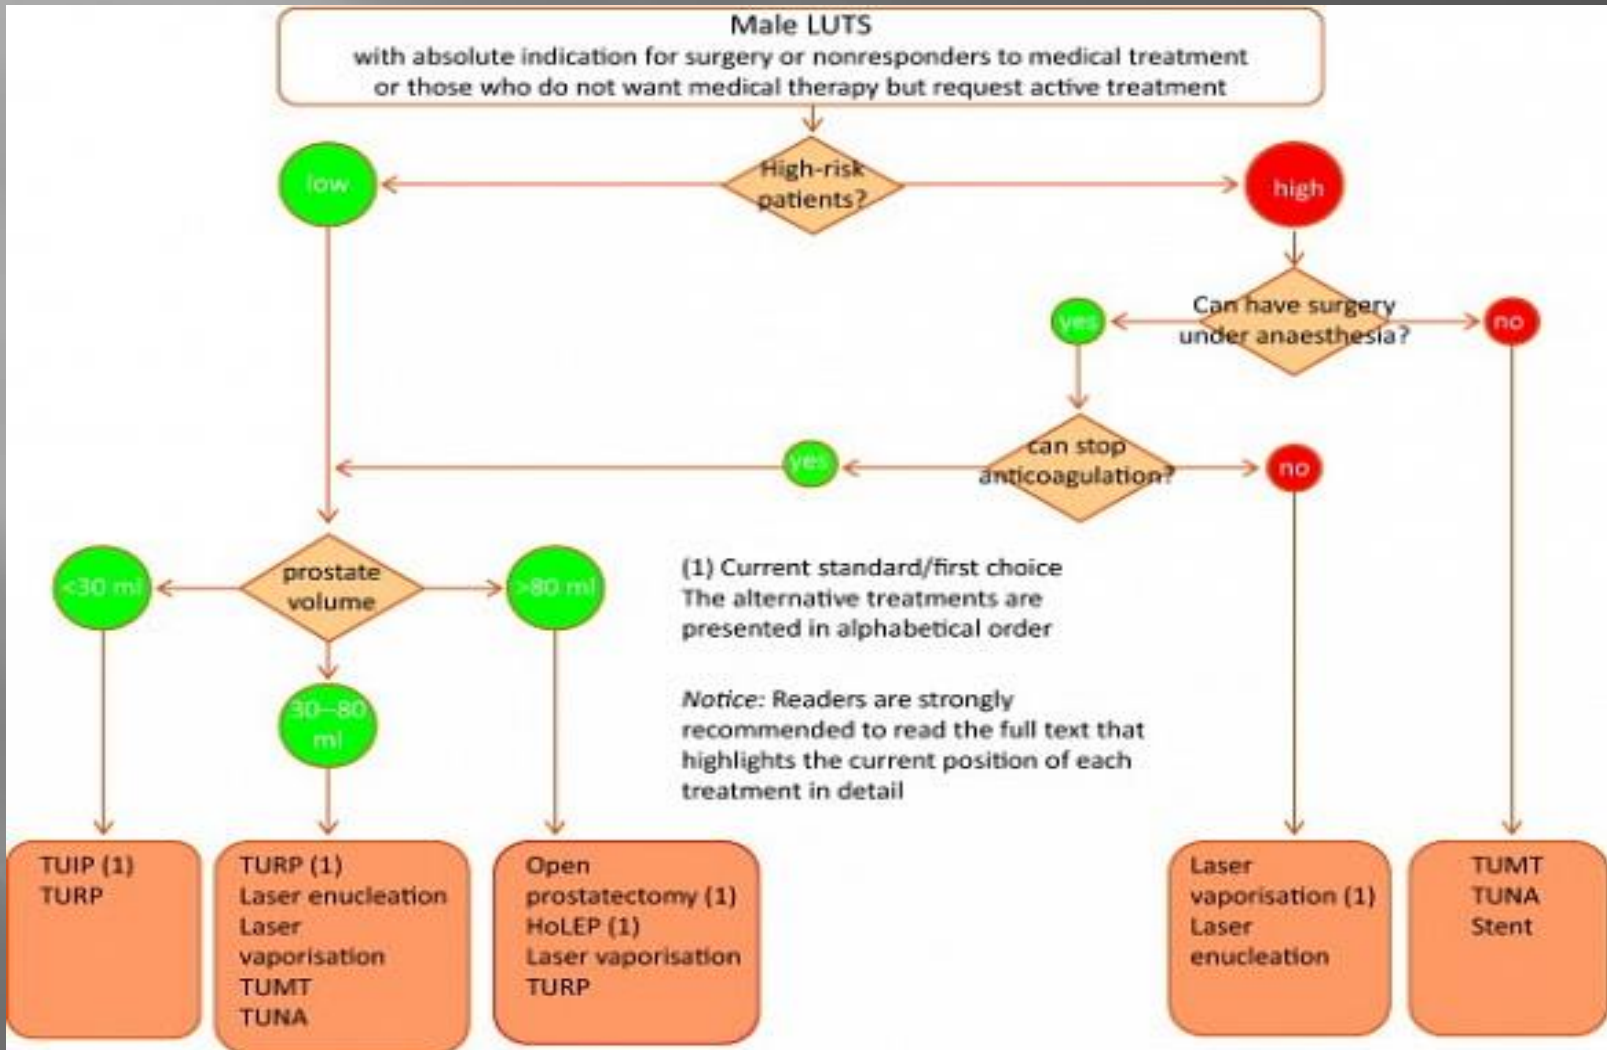 Male LUTS
with absolute indication for surgery or nonresponders to medical treatment
or those who do not want medical therapy but request active treatment
High-risk
patients?
low
high
Can have surgery
under anaesthesia?
yes
no
can stop
anticoagulation?
yes
no
prostate
volume
<30 ml
>80 ml
30–80
ml
(1) Current standard/first choice
The alternative treatments are
presented in alphabetical order
Notice: Readers are strongly
recommended to read the full text that
highlights the current position of each
treatment in detail
TUIP (1)
TURP
TURP (1)
Laser enucleation
Laser
vaporisation
TUMT
TUNA
Open
prostatectomy (1)
HoLEP (1)
Laser vaporisation
TURP
Laser
vaporisation (1)
Laser
enucleation
TUMT
TUNA
Stent